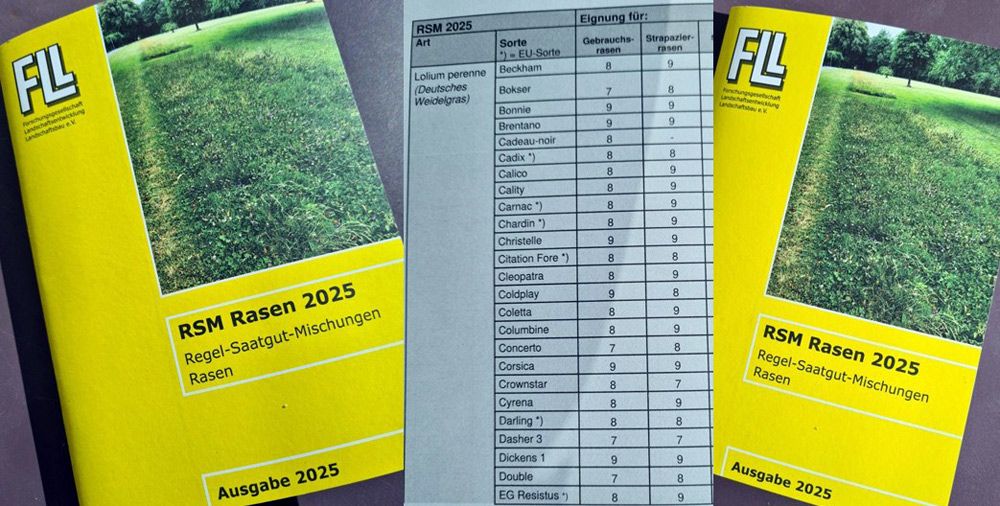 FLL
Forschungsgesellschaft
Landschaftsentwicklung
Landschaftsbau e.V.
RSM Rasen 2025
Regel-Saatgut-Mischungen
Rasen
Ausgabe 2025
RSM 2025 Eignung für:
Art Sorte Gebrauchs- Strapazier-
*) = EU-Sorte rasen rasen
Lolium perenne Beckham 8 9
(Deutsches Bokser 7 8
Weidelgras) Bonnie 9 9
Brentano 9 9
Cadeau-noir 8 -
Cadix *) 8 8
Calico 8 9
Cality 8 9
Carnac *) 8 9
Chardin *) 8 9
Christelle 9 9
Citation Fore *) 8 8
Cleopatra 8 9
Coldplay 9 8
Coletta 8 9
Columbine 8 9
Concerto 7 8
Corsica 9 9
Crownstar 8 7
Cyrena 8 9
Darling *) 8 8
Dasher 3 7 7
Dickens 1 9 9
Double 7 8
EG Resistus *) 8 9
FLL
Forschungsgesellschaft
Landschaftsentwicklung
Landschaftsbau e.V.
RSM Rasen 2025
Regel-Saatgut-Mischungen
Rasen
Ausgabe 2025